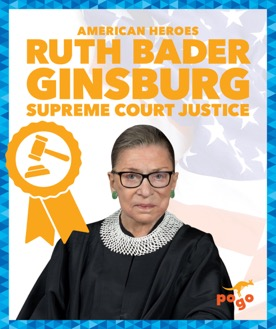 AMERICAN HEROES
RUTH BADER
GINSBURG
SUPREME COURT JUSTICE
pogo